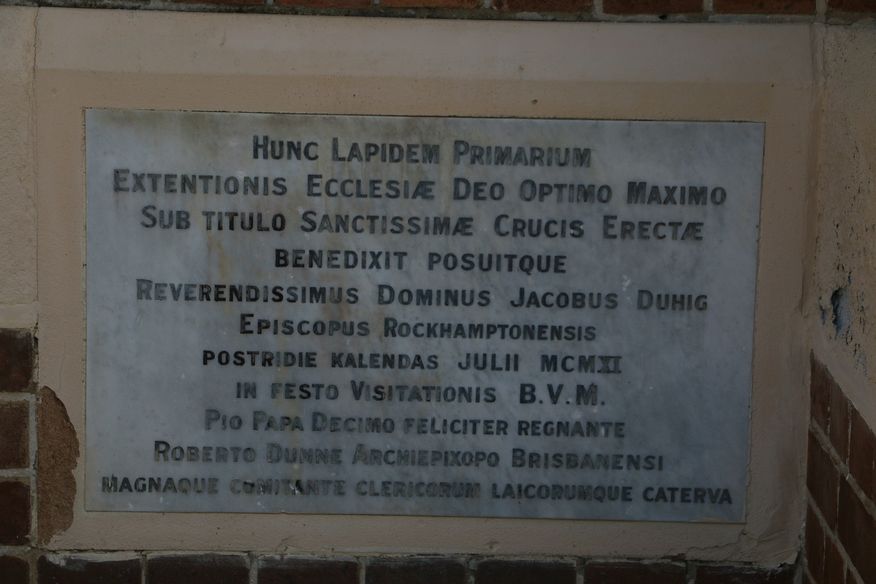 HUNC LAPIDEM PRIMARIUM
EXTENTIONIS ECCLESIÆ DEO OPTIMO MAXIMO
SUB TITULO SANCTISSIMÆ CRUCIS ERECTÆ
BENEDIXIT POSUITQUE
REVERENDISSIMUS DOMINUS JACOBUS DUHIG
EPISCOPUS ROCKHAMPTONENSIS
POSTRIDIE KALENDAS JULII MCMXI
IN FESTO VISITATIONIS B.V.M.
PIO PAPA DECIMO FELICITER REGNANTE
ROBERTO DUNNE ARCHIEPIXOPO BRISBANENSI
MAGNAQUE COMITANTE CLERICORUM LAICORUMQUE CATERVA